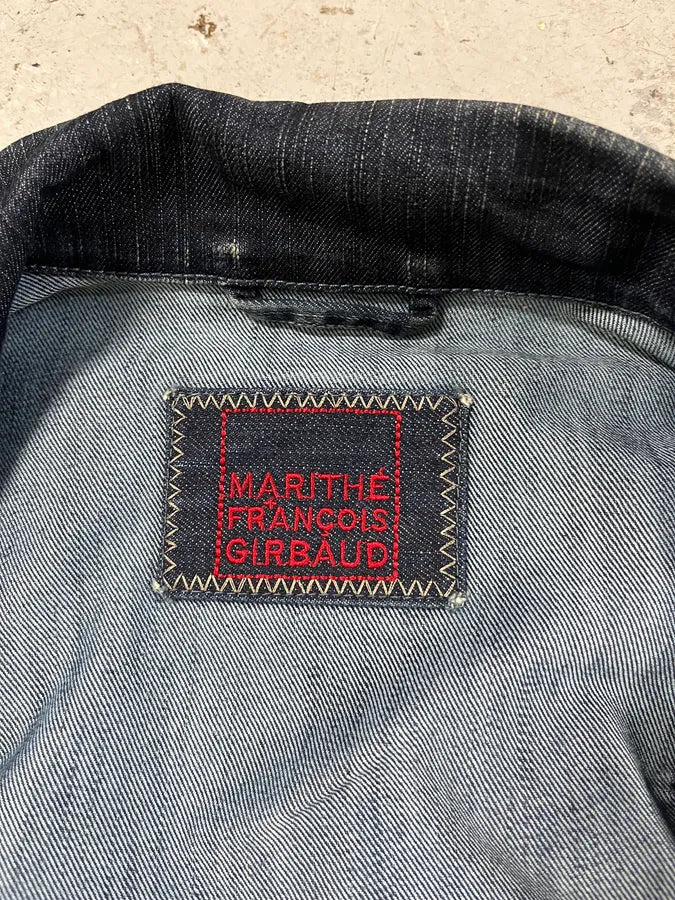 MARITHÉ
+
FRANÇOIS
GIRBAUD